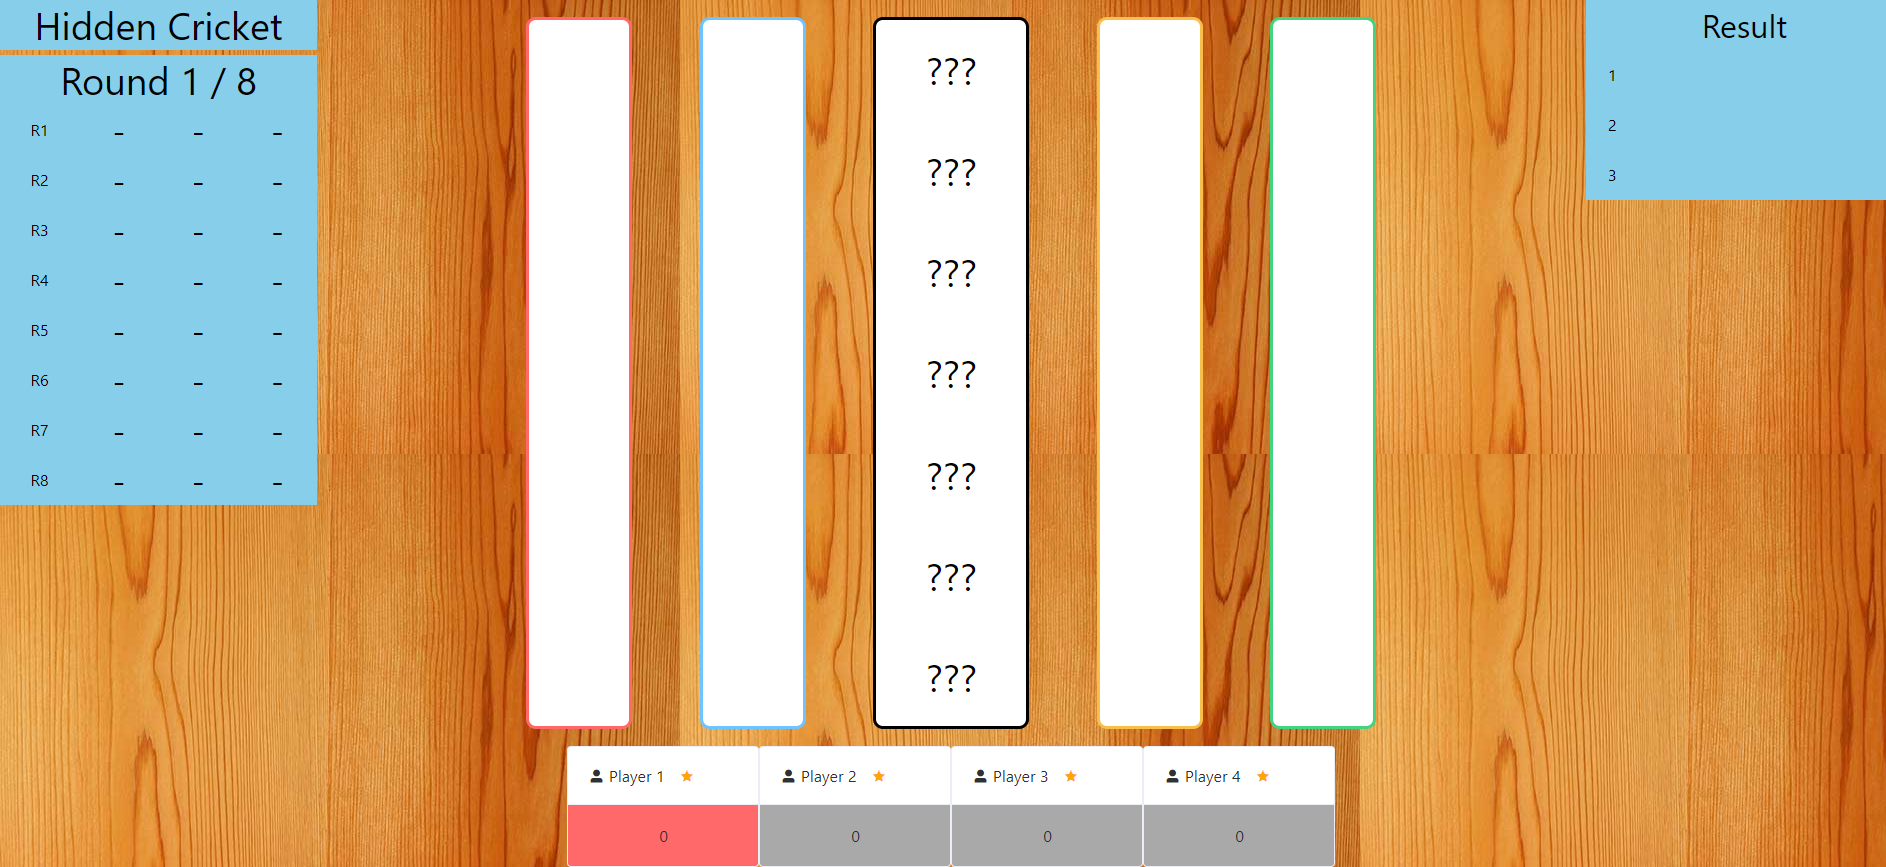 Hidden Cricket
Round 1 / 8
R1 - - -
R2 - - -
R3 - - -
R4 - - -
R5 - - -
R6 - - -
R7 - - -
R8 - - -
???
???
???
???
???
???
???
Result
1
2
3
Player 1 Player 2 Player 3 Player 4
0 0 0 0